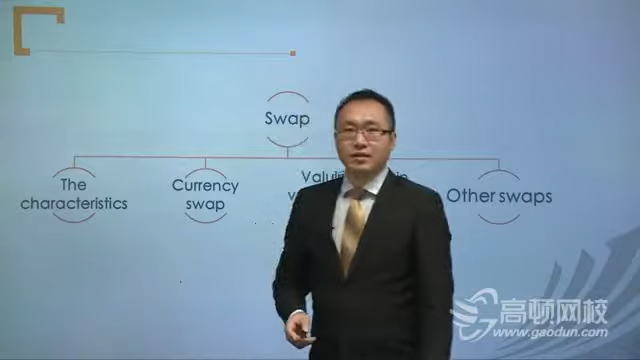 Swap
The
characteristics
Currency
swap
Other swaps
高顿网校
www.gaodun.com